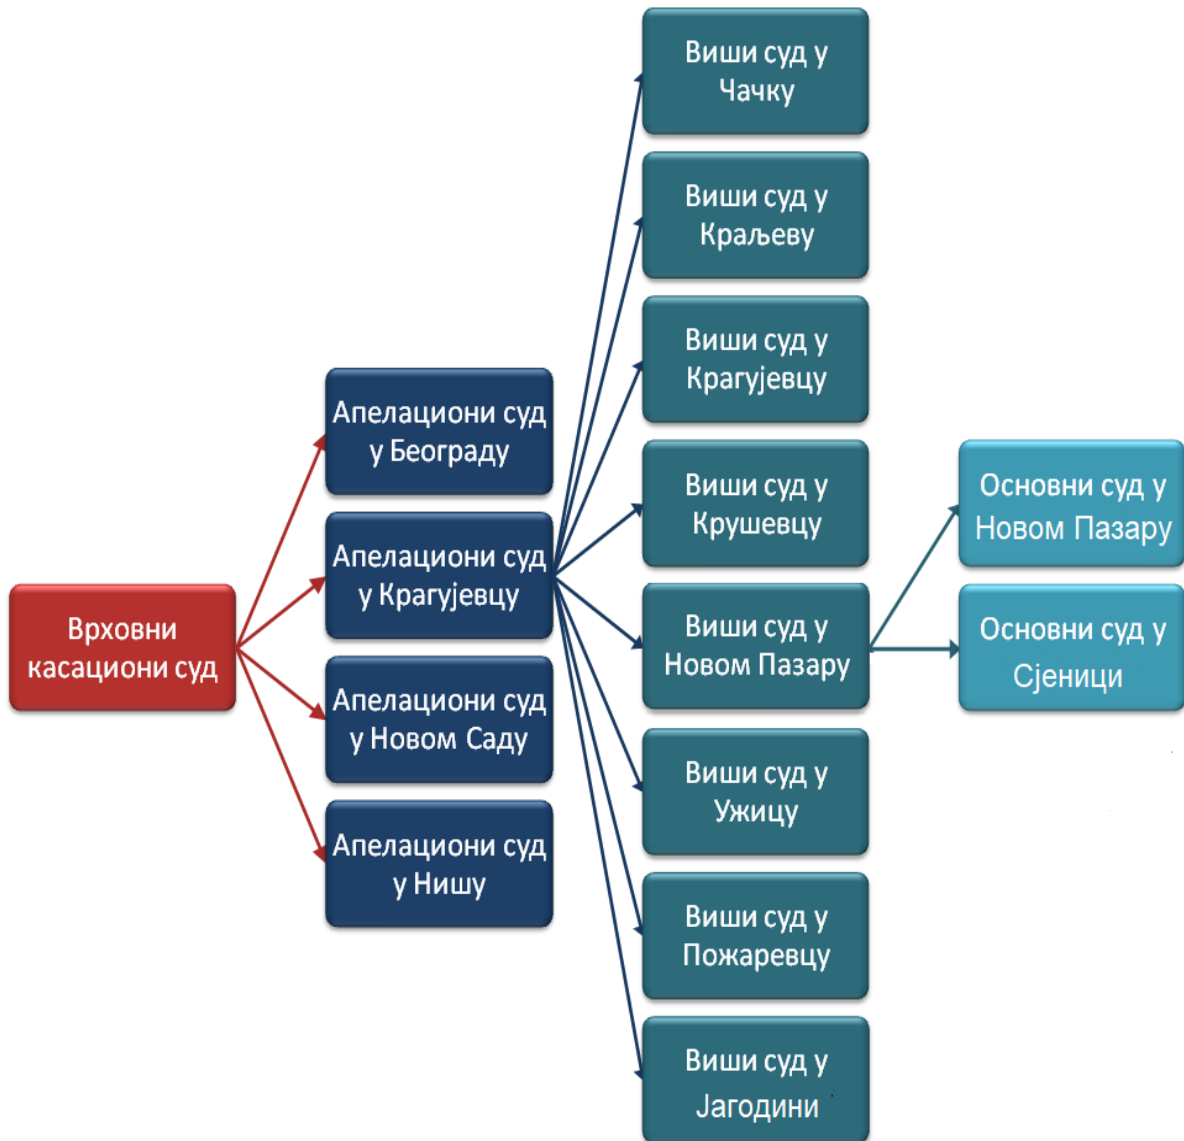 Врховни
касациони суд
Апелациони суд
у Београду
Апелациони суд
у Крагујевцу
Апелациони суд
у Новом Саду
Апелациони суд
у Нишу
Виши суд у
Чачку
Виши суд у
Краљеву
Виши суд у
Крагујевцу
Виши суд у
Крушевцу
Виши суд у
Новом Пазару
Виши суд у
Ужицу
Виши суд у
Пожаревцу
Виши суд у
Јагодини
Основни суд у
Новом Пазару
Основни суд у
Сјеници